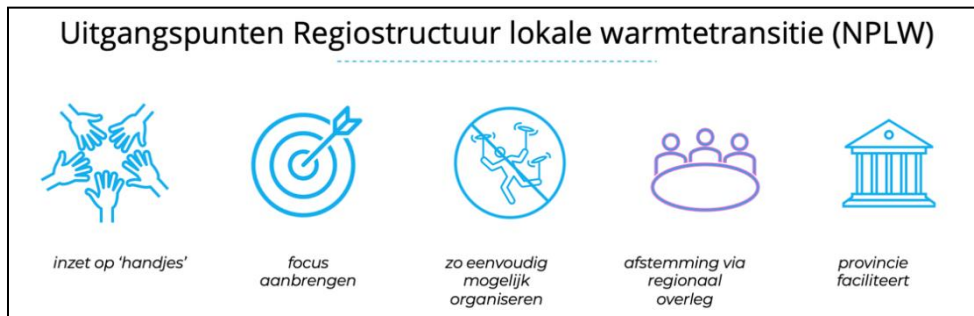 Uitgangspunten Regiostructuur lokale warmtetransitie (NPLW)
inzet op ‘handjes’
focus
aanbrengen
zo eenvoudig
mogelijk
organiseren
afstemming via
regionaal
overleg
provincie
faciliteert